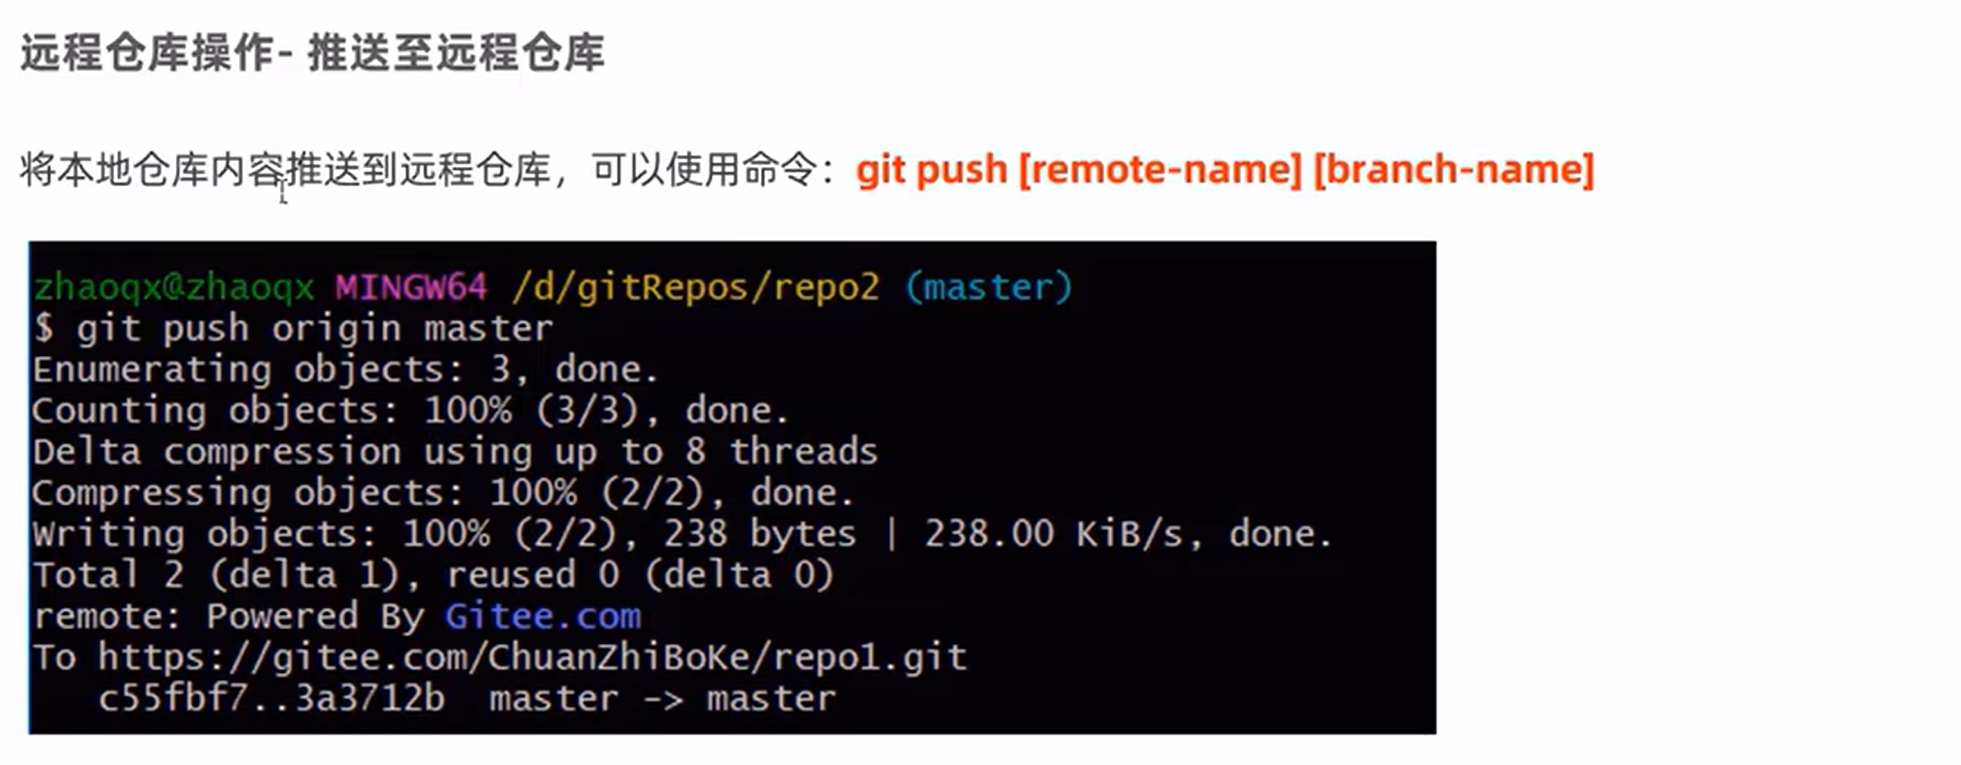 远程仓库操作- 推送至远程仓库
将本地仓库内容推送到远程仓库，可以使用命令：git push [remote-name] [branch-name]
zhaoqx@zhaoqx MINGW64 /d/gitRepos/repo2 (master)
$ git push origin master
Enumerating objects: 3, done.
Counting objects: 100% (3/3), done.
Delta compression using up to 8 threads
Compressing objects: 100% (2/2), done.
Writing objects: 100% (2/2), 238 bytes | 238.00 KiB/s, done.
Total 2 (delta 1), reused 0 (delta 0)
remote: Powered By Gitee.com
To https://gitee.com/ChuanZhiBoKe/repo1.git
   c55fbf7..3a3712b  master -> master